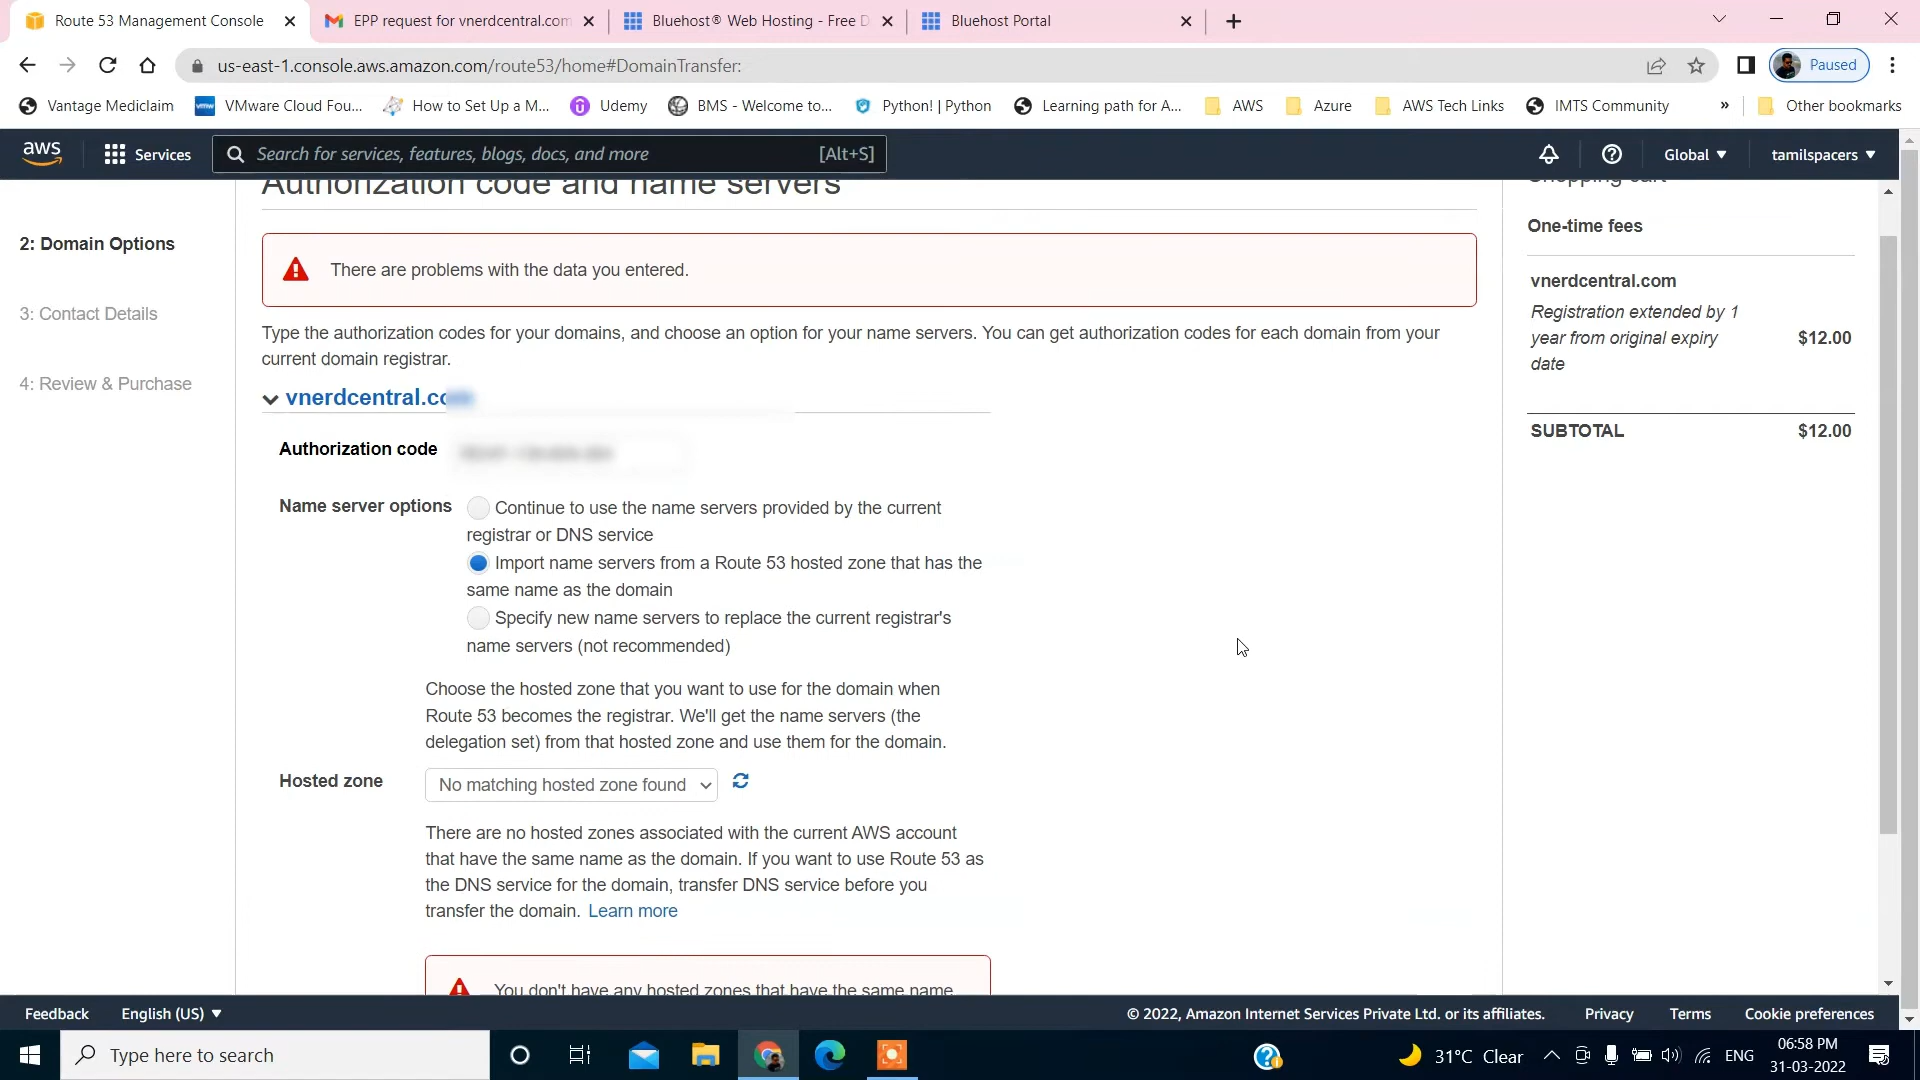 Route 53 Management Console
EPP request for vnerdcentral.com
Bluehost® Web Hosting - Free D
Bluehost Portal
us-east-1.console.aws.amazon.com/route53/home#DomainTransfer:
Paused
Vantage Mediclaim
VMware Cloud Fou...
How to Set Up a M...
Udemy
BMS - Welcome to...
Python! | Python
Learning path for A...
AWS
Azure
AWS Tech Links
IMTS Community
»
Other bookmarks
aws
Services
Search for services, features, blogs, docs, and more
[Alt+S]
Global
tamilspacers
Authorization code and name servers
Shopping cart
2: Domain Options
3: Contact Details
4: Review & Purchase
There are problems with the data you entered.
Type the authorization codes for your domains, and choose an option for your name servers. You can get authorization codes for each domain from your
current domain registrar.
vnerdcentral.co
Authorization code
Name server options
Continue to use the name servers provided by the current
registrar or DNS service
Import name servers from a Route 53 hosted zone that has the
same name as the domain
Specify new name servers to replace the current registrar's
name servers (not recommended)
Choose the hosted zone that you want to use for the domain when
Route 53 becomes the registrar. We'll get the name servers (the
delegation set) from that hosted zone and use them for the domain.
Hosted zone
No matching hosted zone found
There are no hosted zones associated with the current AWS account
that have the same name as the domain. If you want to use Route 53 as
the DNS service for the domain, transfer DNS service before you
transfer the domain. Learn more
You don't have any hosted zones that have the same name
One-time fees
vnerdcentral.com
Registration extended by 1
year from original expiry
date
$12.00
SUBTOTAL
$12.00
Feedback
English (US)
© 2022, Amazon Internet Services Private Ltd. or its affiliates.
Privacy
Terms
Cookie preferences
Type here to search
31°C Clear
ENG
06:58 PM
31-03-2022